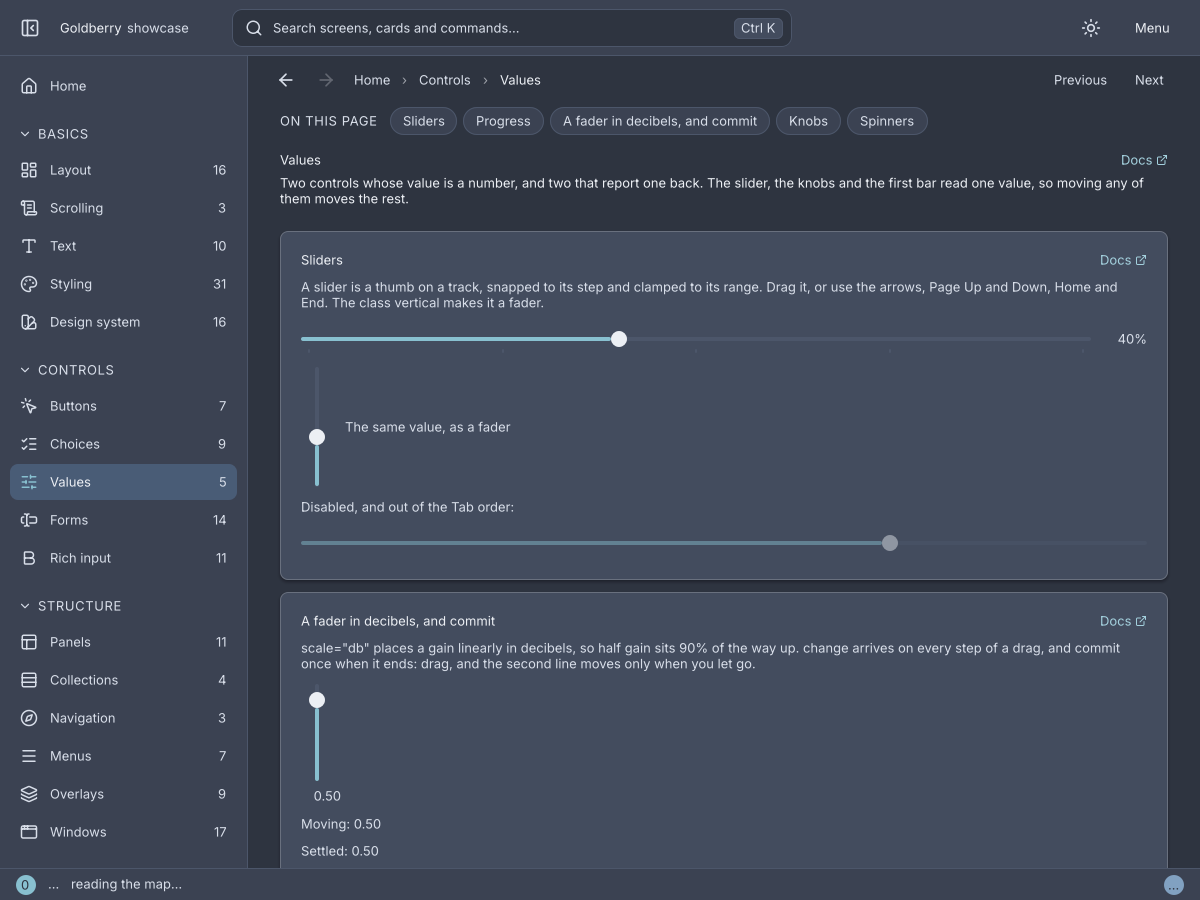 Goldberry showcase
Search screens, cards and commands...
Ctrl K
Menu
Home
BASICS
Layout 16
Scrolling 3
Text 10
Styling 31
Design system 16
CONTROLS
Buttons 7
Choices 9
Values 5
Forms 14
Rich input 11
STRUCTURE
Panels 11
Collections 4
Navigation 3
Menus 7
Overlays 9
Windows 17
Home › Controls › Values
Previous Next
ON THIS PAGE Sliders Progress A fader in decibels, and commit Knobs Spinners
Values Docs
Two controls whose value is a number, and two that report one back. The slider, the knobs and the first bar read one value, so moving any of
them moves the rest.
Sliders Docs
A slider is a thumb on a track, snapped to its step and clamped to its range. Drag it, or use the arrows, Page Up and Down, Home and
End. The class vertical makes it a fader.
40%
The same value, as a fader
Disabled, and out of the Tab order:
A fader in decibels, and commit Docs
scale="db" places a gain linearly in decibels, so half gain sits 90% of the way up. change arrives on every step of a drag, and commit
once when it ends: drag, and the second line moves only when you let go.
0.50
Moving: 0.50
Settled: 0.50
0 ... reading the map... ...